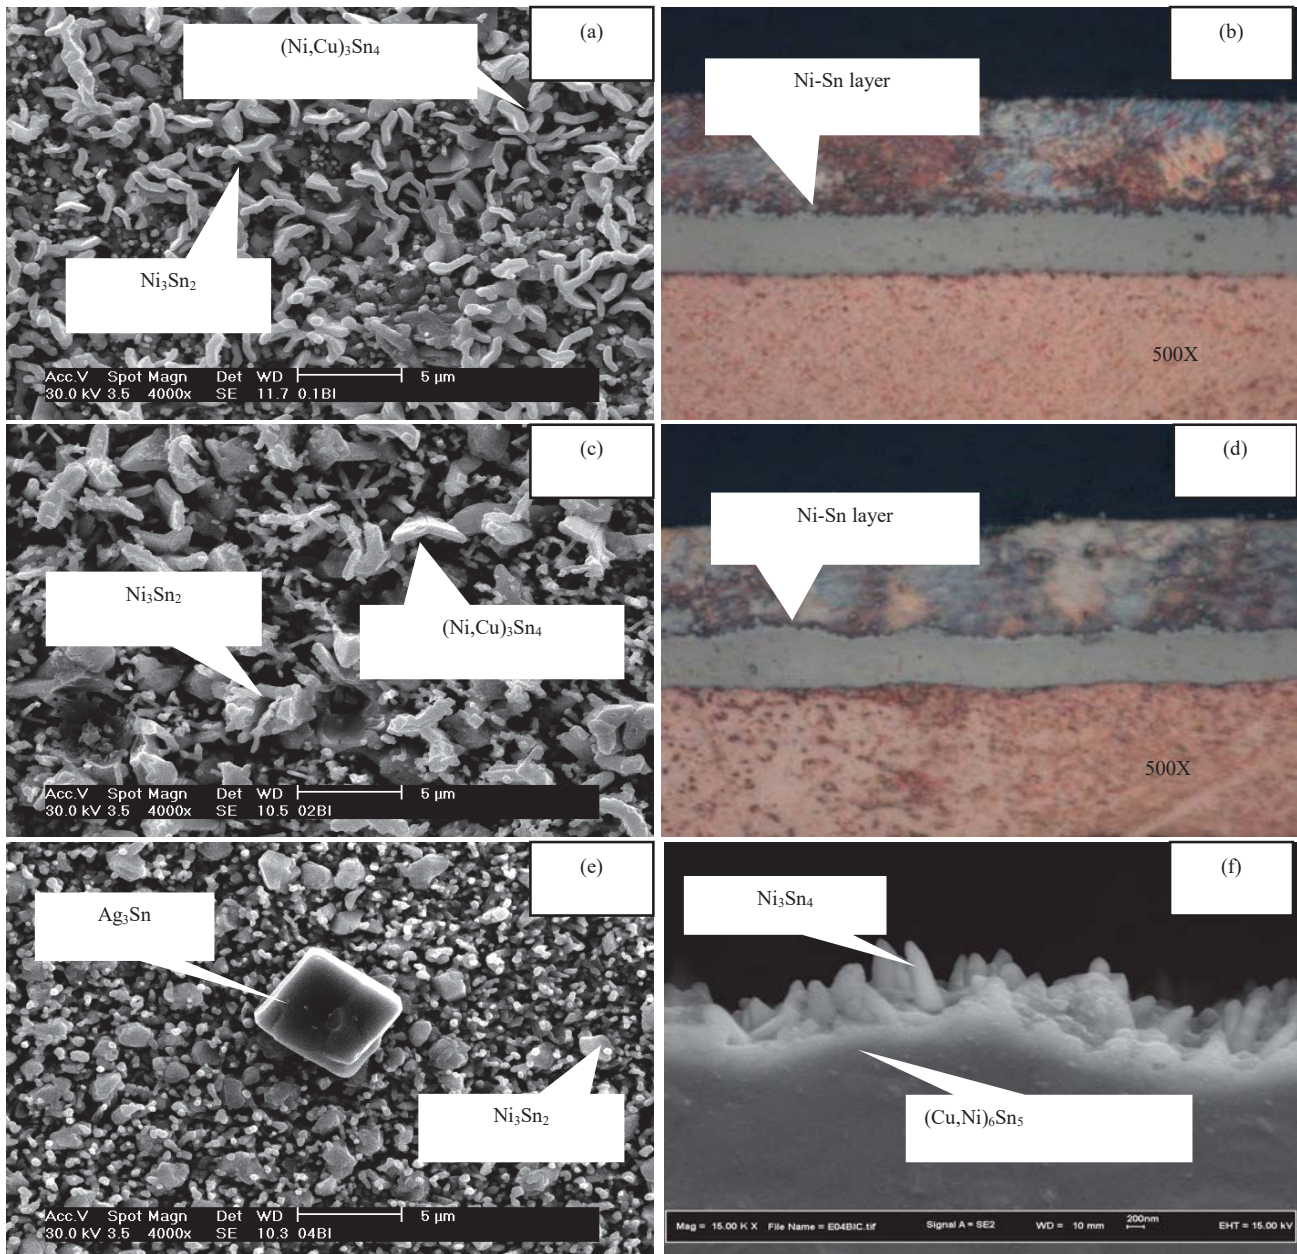 (a)
(Ni,Cu)₃Sn₄
Ni₃Sn₂
Acc.V Spot Magn Det WD 5 µm
30.0 kV 3.5 4000x SE 11.7 0.1BI
(b)
Ni-Sn layer
500X
(c)
Ni₃Sn₂
(Ni,Cu)₃Sn₄
Acc.V Spot Magn Det WD 5 µm
30.0 kV 3.5 4000x SE 10.5 02BI
(d)
Ni-Sn layer
500X
(e)
Ag₃Sn
Ni₃Sn₂
Acc.V Spot Magn Det WD 5 µm
30.0 kV 3.5 4000x SE 10.3 04BI
(f)
Ni₃Sn₄
(Cu,Ni)₆Sn₅
Mag = 15.00 K X File Name = E04BIC.tif Signal A = SE2 WD = 10 mm 200nm EHT = 15.00 kV